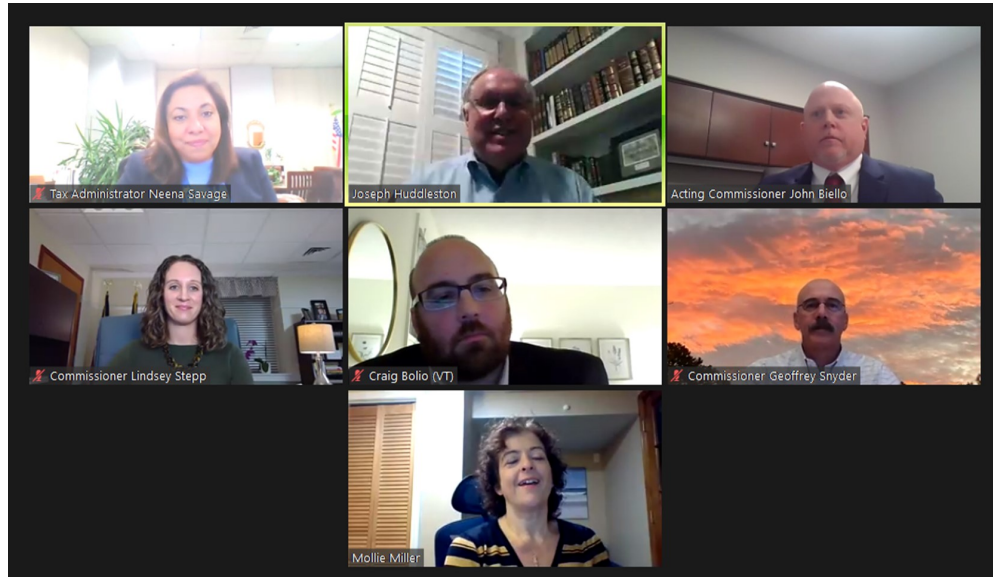 Tax Administrator Neena Savage
Joseph Huddleston
Acting Commissioner John Biello
Commissioner Lindsey Stepp
Craig Bolio (VT)
Commissioner Geoffrey Snyder
Mollie Miller